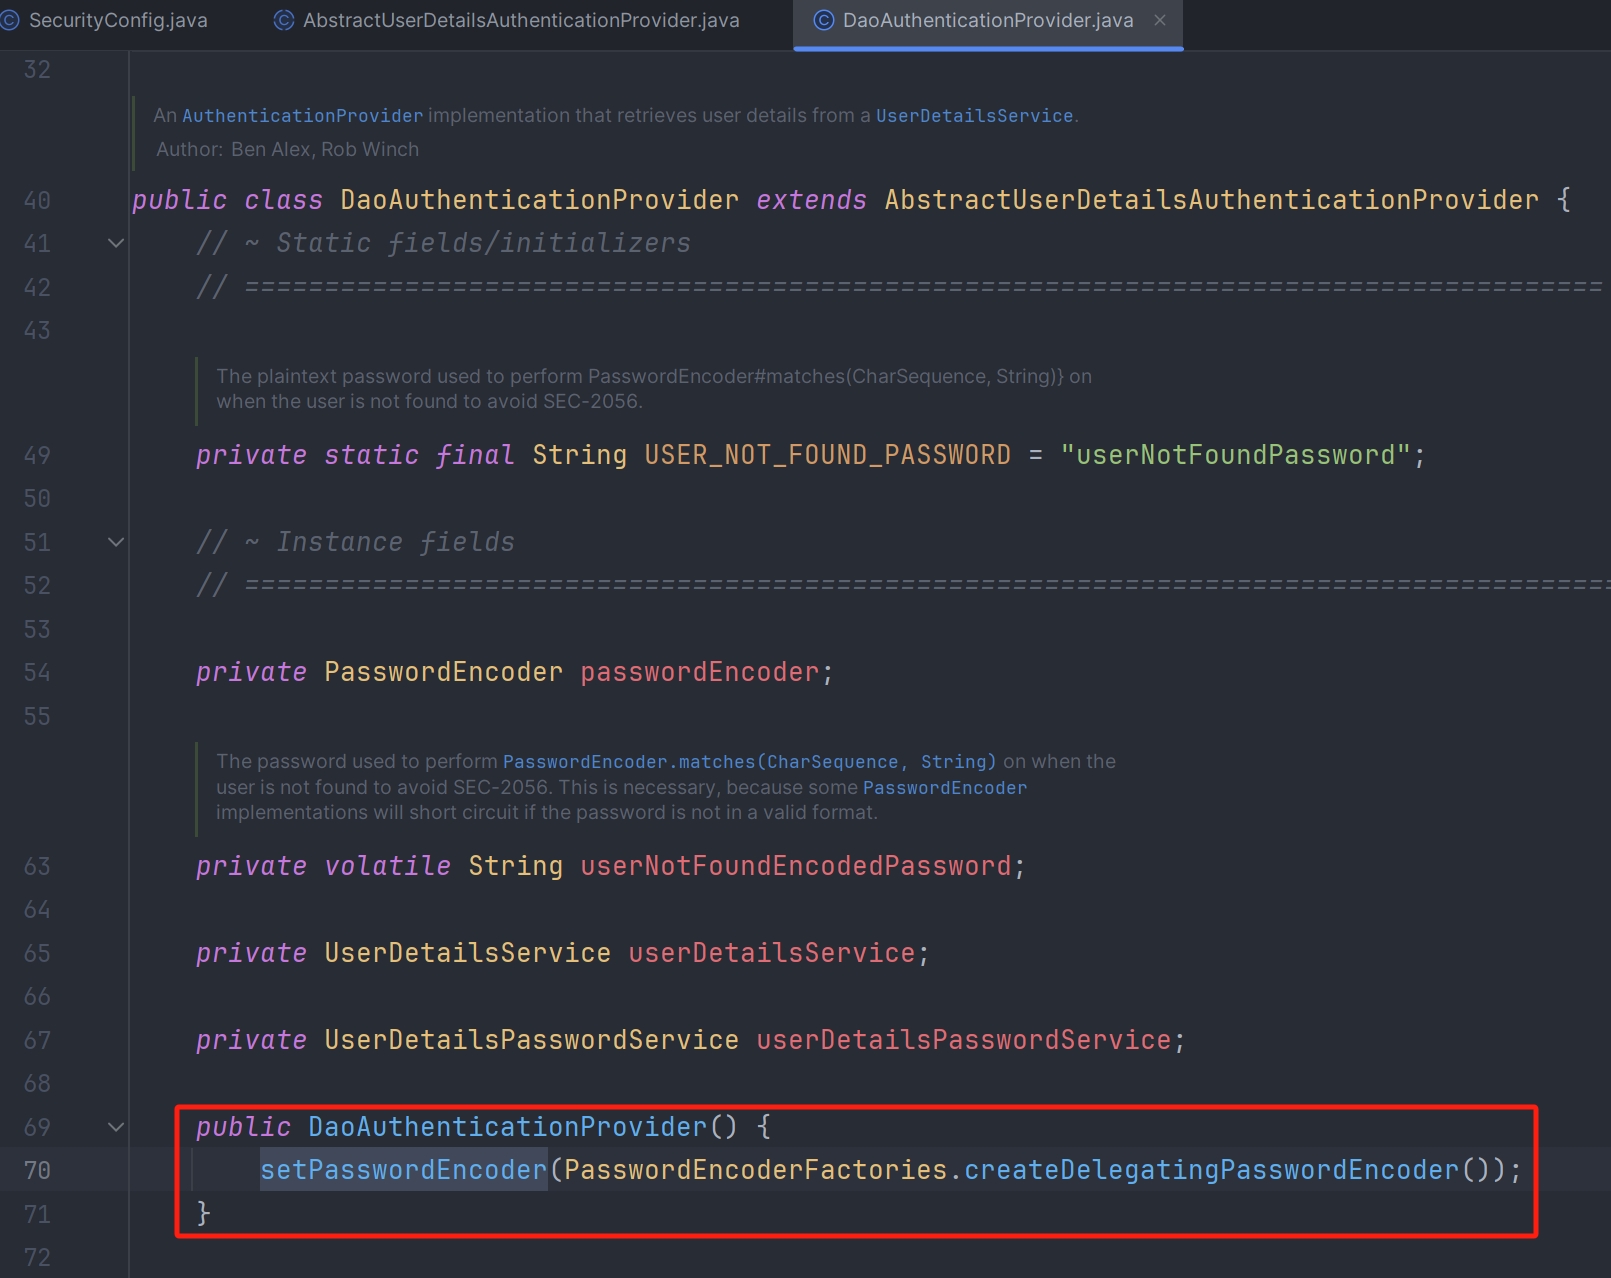 SecurityConfig.java AbstractUserDetailsAuthenticationProvider.java DaoAuthenticationProvider.java
32
An AuthenticationProvider implementation that retrieves user details from a UserDetailsService.
Author: Ben Alex, Rob Winch
40 public class DaoAuthenticationProvider extends AbstractUserDetailsAuthenticationProvider {
41 // ~ Static fields/initializers
42 // =====================================================================================
43
The plaintext password used to perform PasswordEncoder#matches(CharSequence, String)} on
when the user is not found to avoid SEC-2056.
49 private static final String USER_NOT_FOUND_PASSWORD = "userNotFoundPassword";
50
51 // ~ Instance fields
52 // ======================================================================================
53
54 private PasswordEncoder passwordEncoder;
55
The password used to perform PasswordEncoder.matches(CharSequence, String) on when the
user is not found to avoid SEC-2056. This is necessary, because some PasswordEncoder
implementations will short circuit if the password is not in a valid format.
63 private volatile String userNotFoundEncodedPassword;
64
65 private UserDetailsService userDetailsService;
66
67 private UserDetailsPasswordService userDetailsPasswordService;
68
69 public DaoAuthenticationProvider() {
70 setPasswordEncoder(PasswordEncoderFactories.createDelegatingPasswordEncoder());
71 }
72